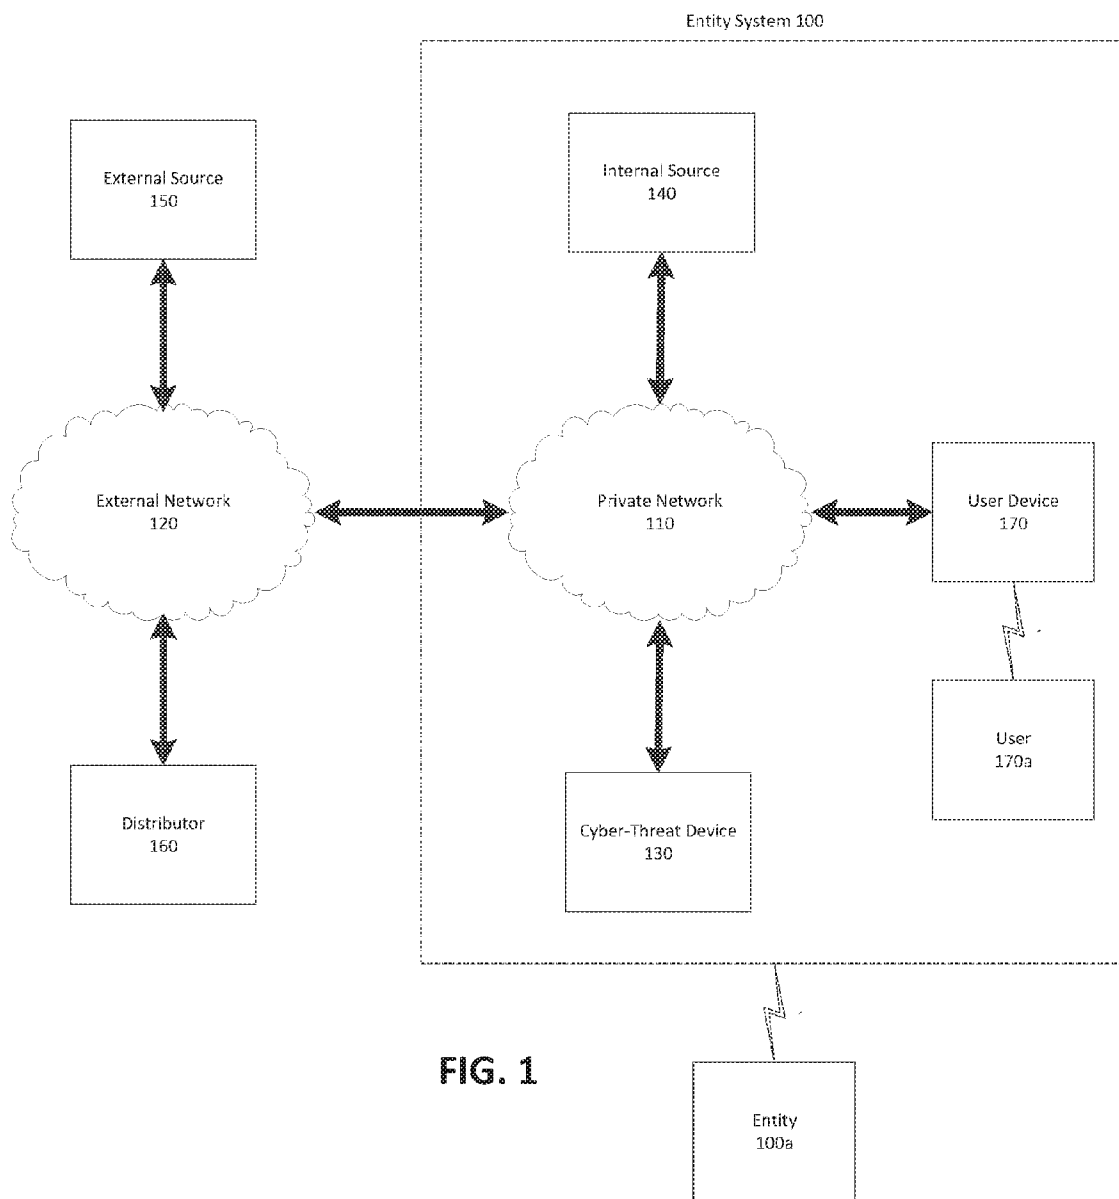 Entity System 100
External Source
150
Internal Source
140
External Network
120
Private Network
110
User Device
170
User
170a
Distributor
160
Cyber-Threat Device
130
FIG. 1
Entity
100a